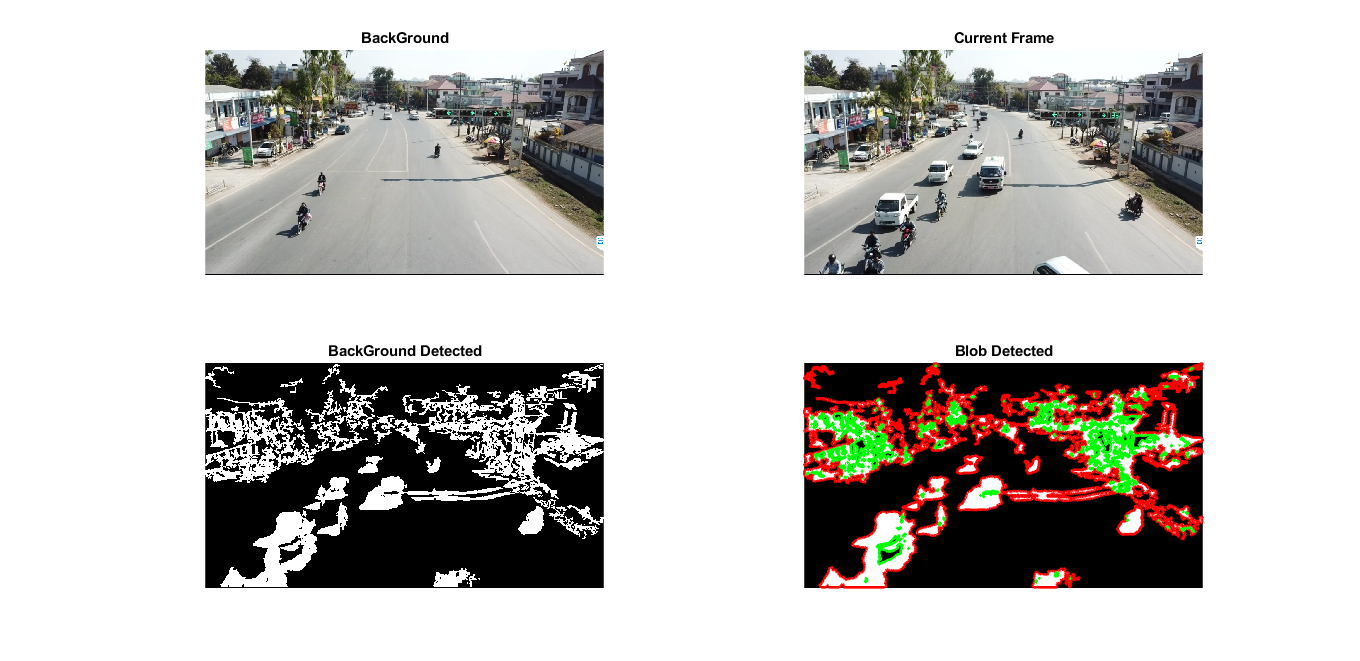 BackGround
Current Frame
BackGround Detected
Blob Detected